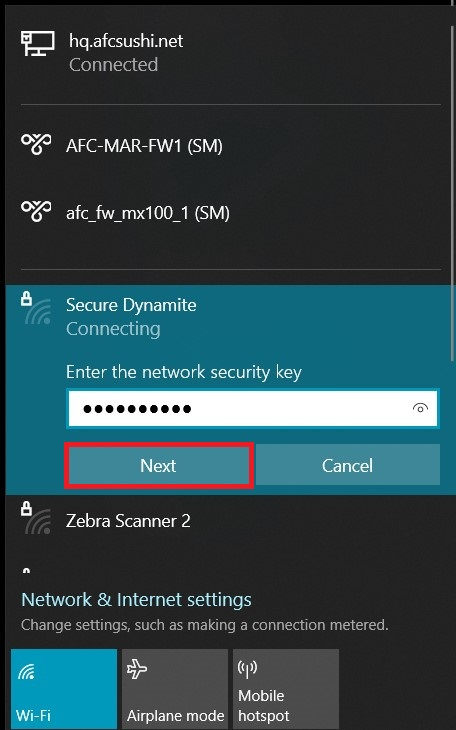 hq.afcsushi.net
Connected
AFC-MAR-FW1 (SM)
afc_fw_mx100_1 (SM)
Secure Dynamite
Connecting
Enter the network security key
●●●●●●●●●●
Next
Cancel
Zebra Scanner 2
Network & Internet settings
Change settings, such as making a connection metered.
Wi-Fi
Airplane mode
Mobile
hotspot